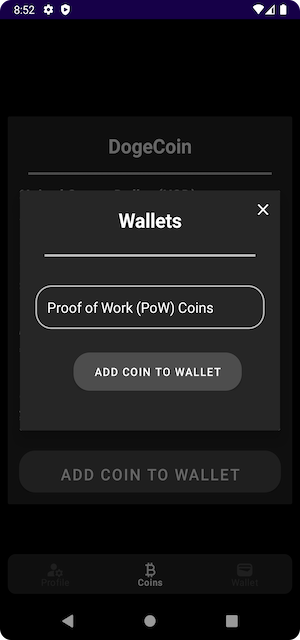 8:52
DogeCoin
Wallets
Proof of Work (PoW) Coins
ADD COIN TO WALLET
ADD COIN TO WALLET
Profile
Coins
Wallet